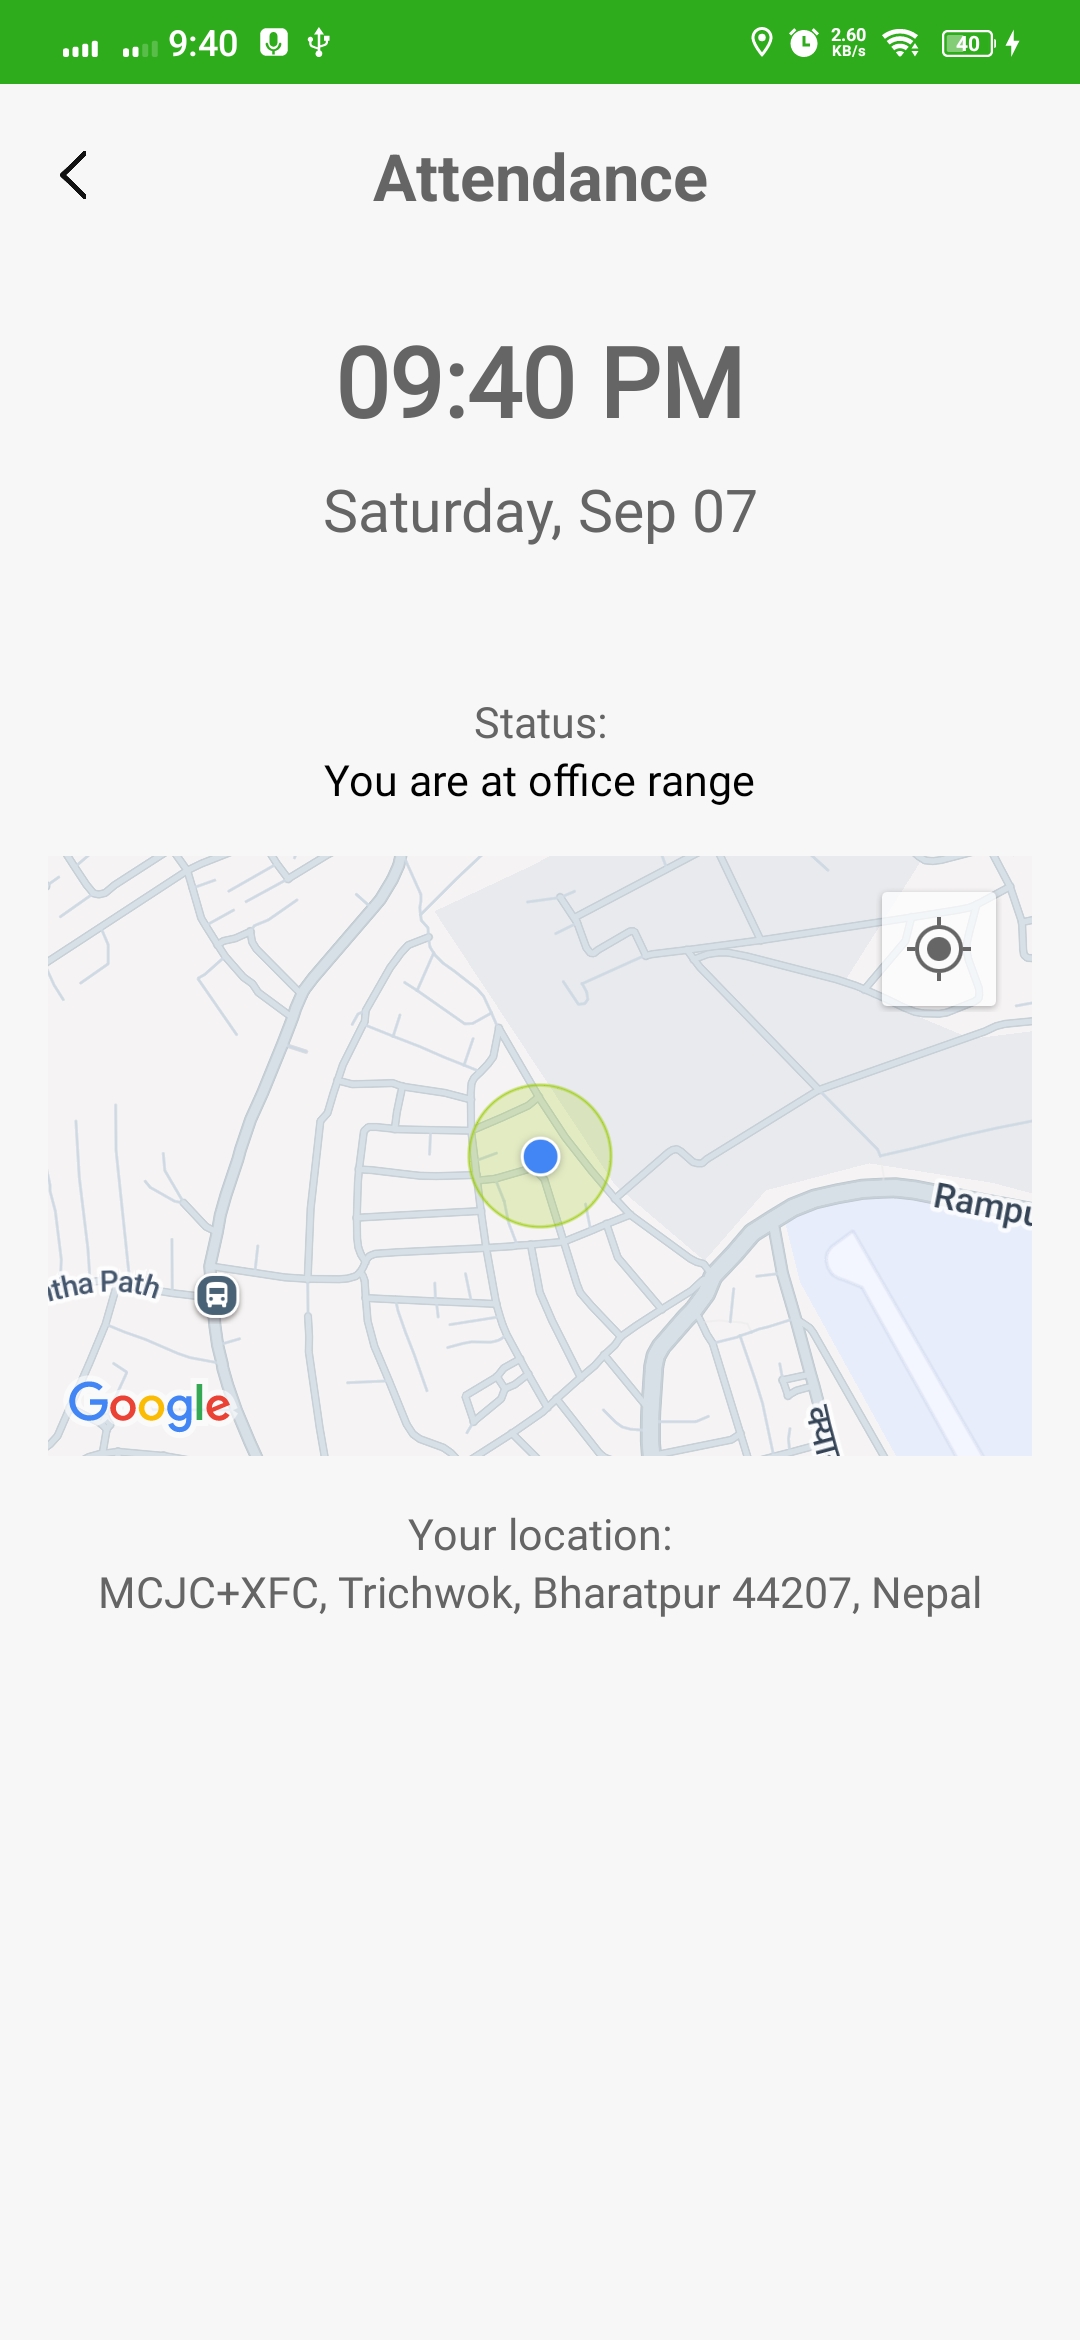 9:40 2.60 KB/s 40
Attendance
09:40 PM
Saturday, Sep 07
Status:
You are at office range
Rampu
tha Path
Google
क्या
Your location:
MCJC+XFC, Trichwok, Bharatpur 44207, Nepal